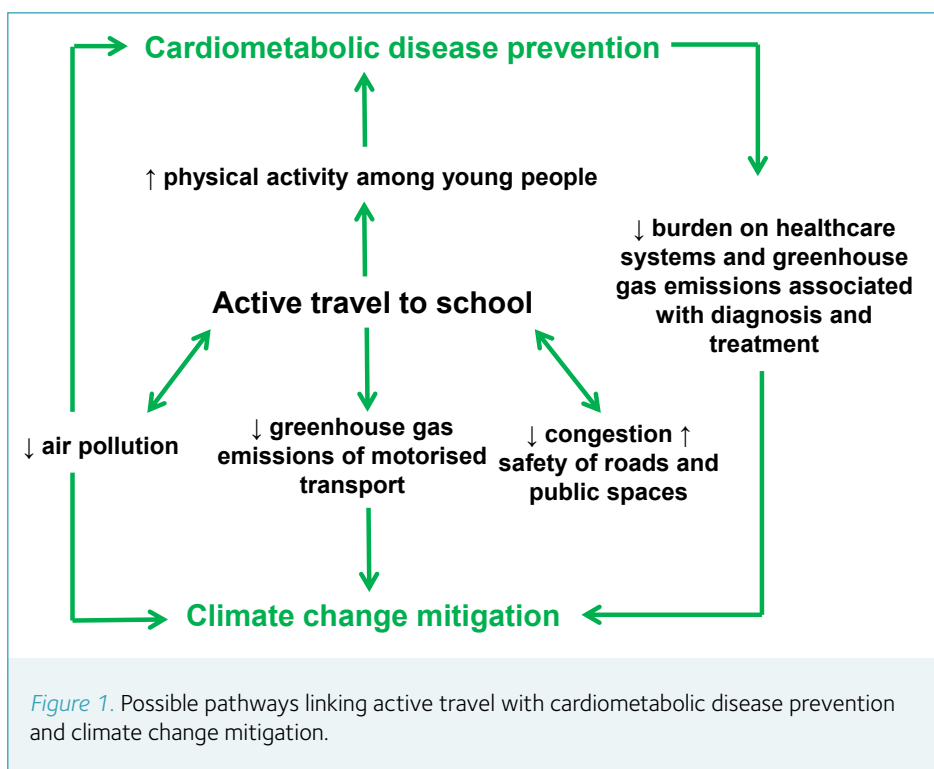 Cardiometabolic disease prevention
↑ physical activity among young people
↓ burden on healthcare
systems and greenhouse
gas emissions associated
with diagnosis and
treatment
Active travel to school
↓ air pollution
↓ greenhouse gas
emissions of motorised
transport
↓ congestion ↑
safety of roads and
public spaces
Climate change mitigation
Figure 1. Possible pathways linking active travel with cardiometabolic disease prevention
and climate change mitigation.